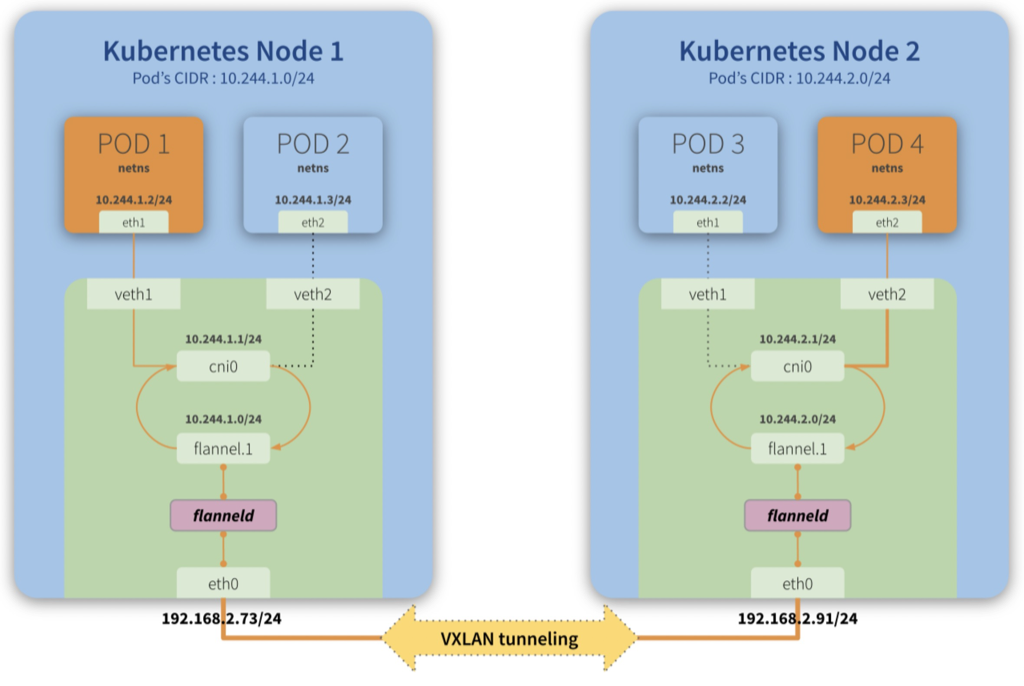 Kubernetes Node 1
Pod's CIDR : 10.244.1.0/24
POD 1
netns
10.244.1.2/24
eth1
POD 2
netns
10.244.1.3/24
eth2
veth1
veth2
10.244.1.1/24
cni0
10.244.1.0/24
flannel.1
flanneld
eth0
192.168.2.73/24
Kubernetes Node 2
Pod's CIDR : 10.244.2.0/24
POD 3
netns
10.244.2.2/24
eth1
POD 4
netns
10.244.2.3/24
eth2
veth1
veth2
10.244.2.1/24
cni0
10.244.2.0/24
flannel.1
flanneld
eth0
192.168.2.91/24
VXLAN tunneling